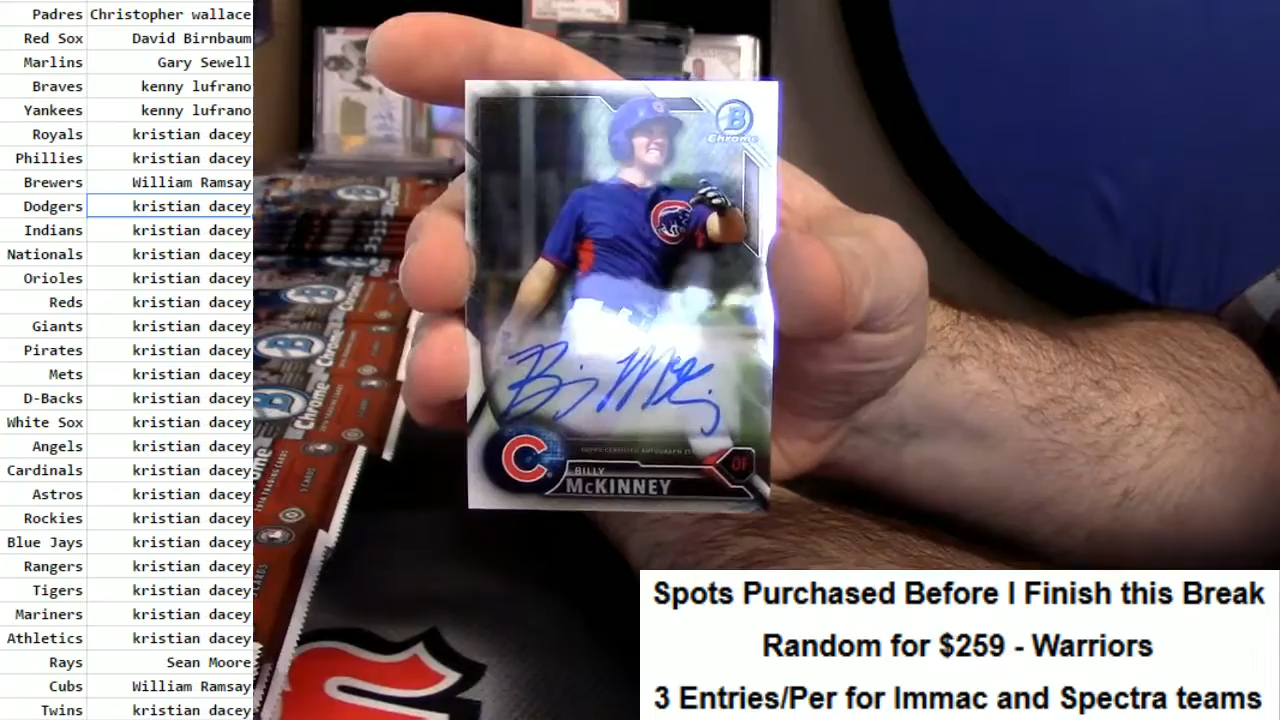 Padres Christopher wallace
Red Sox David Birnbaum
Marlins Gary Sewell
Braves kenny lufrano
Yankees kenny lufrano
Royals kristian dacey
Phillies kristian dacey
Brewers William Ramsay
Dodgers kristian dacey
Indians kristian dacey
Nationals kristian dacey
Orioles kristian dacey
Reds kristian dacey
Giants kristian dacey
Pirates kristian dacey
Mets kristian dacey
D-Backs kristian dacey
White Sox kristian dacey
Angels kristian dacey
Cardinals kristian dacey
Astros kristian dacey
Rockies kristian dacey
Blue Jays kristian dacey
Rangers kristian dacey
Tigers kristian dacey
Mariners kristian dacey
Athletics kristian dacey
Rays Sean Moore
Cubs William Ramsay
Twins kristian dacey
B
Chrome
C
OF
BILLY
McKINNEY
Chrome
Spots Purchased Before I Finish this Break
Random for $259 - Warriors
3 Entries/Per for Immac and Spectra teams